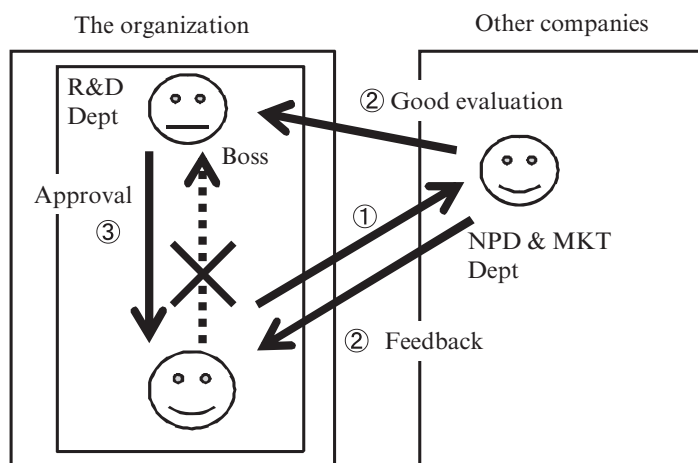 The organization
Other companies
R&D
Dept
② Good evaluation
Boss
Approval
③
①
NPD & MKT
Dept
② Feedback